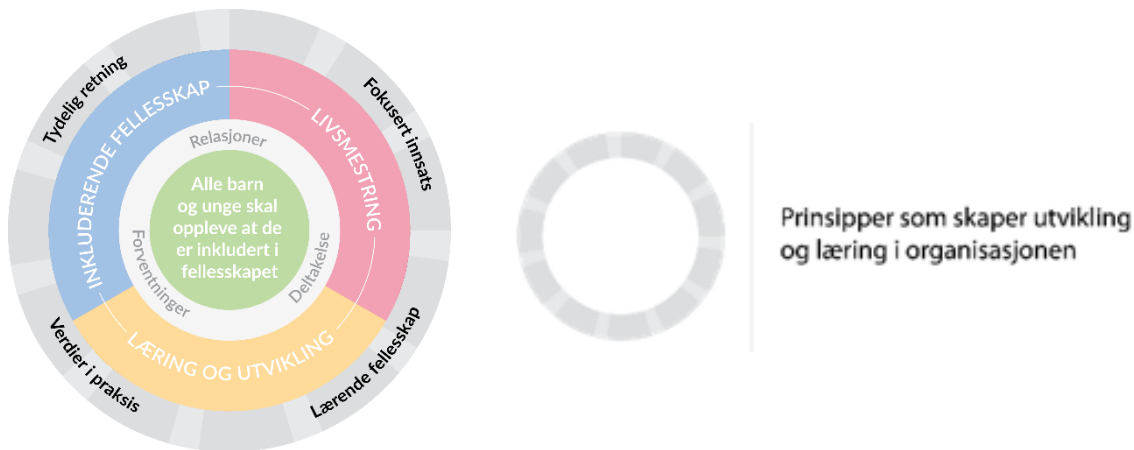 Tydelig retning
Fokusert innsats
INKLUDERENDE FELLESSKAP
LIVSMESTRING
Relasjoner
Alle barn
og unge skal
oppleve at de
er inkludert i
fellesskapet
Forventninger
Deltakelse
LÆRING OG UTVIKLING
Verdier i praksis
Lærende fellesskap
Prinsipper som skaper utvikling
og læring i organisasjonen